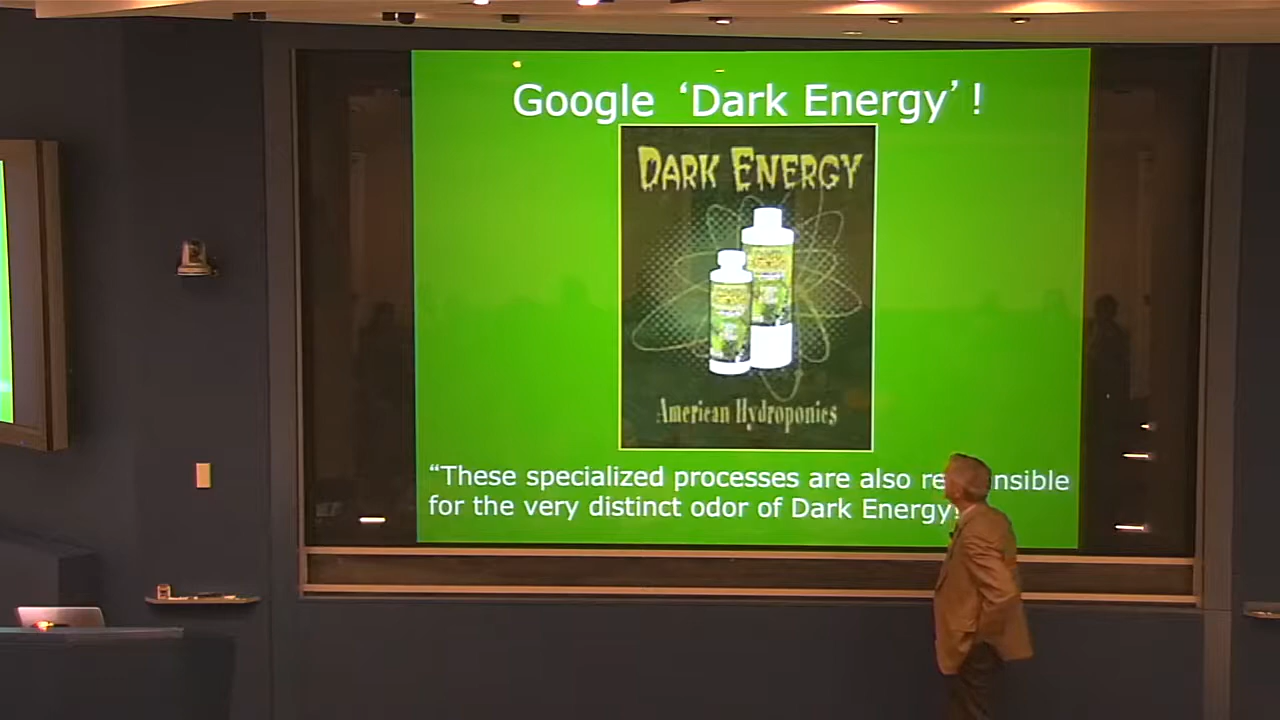 Google ‘Dark Energy’ !
DARK ENERGY
American Hydroponics
“These specialized processes are also
for the very distinct odor of Dark Energy